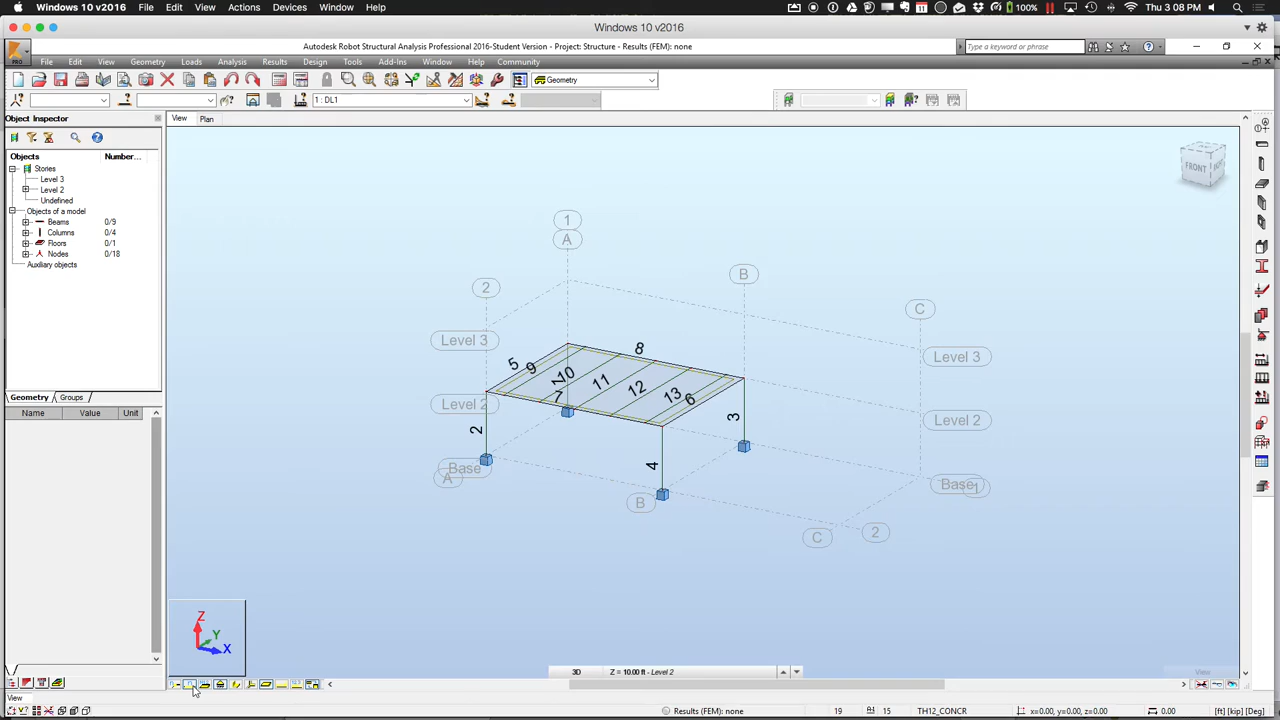 Windows 10 v2016 File Edit View Actions Devices Window Help 100% Thu 3:08 PM
Windows 10 v2016
Autodesk Robot Structural Analysis Professional 2016-Student Version - Project: Structure - Results (FEM): none
Type a keyword or phrase
PRO
File Edit View Geometry Loads Analysis Results Design Tools Add-Ins Window Help Community
Geometry
1 : DL1
Object Inspector
View Plan
Objects Number...
Stories
Level 3
Level 2
Undefined
Objects of a model
Beams 0/9
Columns 0/4
Floors 0/1
Nodes 0/18
Auxiliary objects
Geometry Groups
Name Value Unit
FRONT
1
A
B
2
C
Level 3
Level 3
8
5
9
10
11
12
13
6
7
Level 2
Level 2
2
3
4
Base
A
Base
1
B
C
2
Z
Y
X
3D Z = 10.00 ft - Level 2
View
View
Results (FEM): none 19 15 TH12_CONCR x=0.00, y=0.00, z=0.00 0.00 [ft] [kip] [Deg]